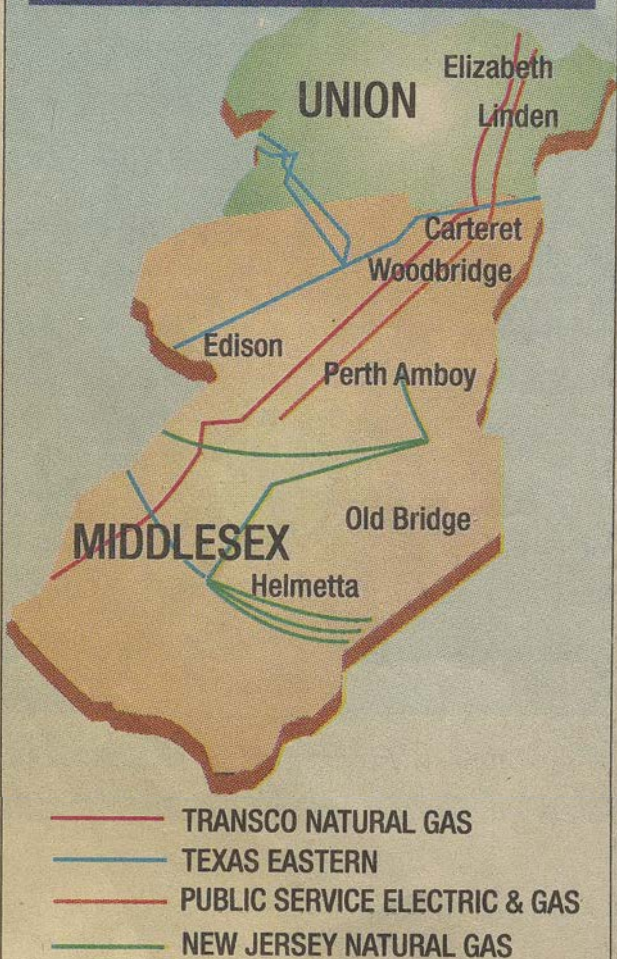 Elizabeth
UNION
Linden
Carteret
Woodbridge
Edison
Perth Amboy
Old Bridge
MIDDLESEX
Helmetta
TRANSCO NATURAL GAS
TEXAS EASTERN
PUBLIC SERVICE ELECTRIC & GAS
NEW JERSEY NATURAL GAS